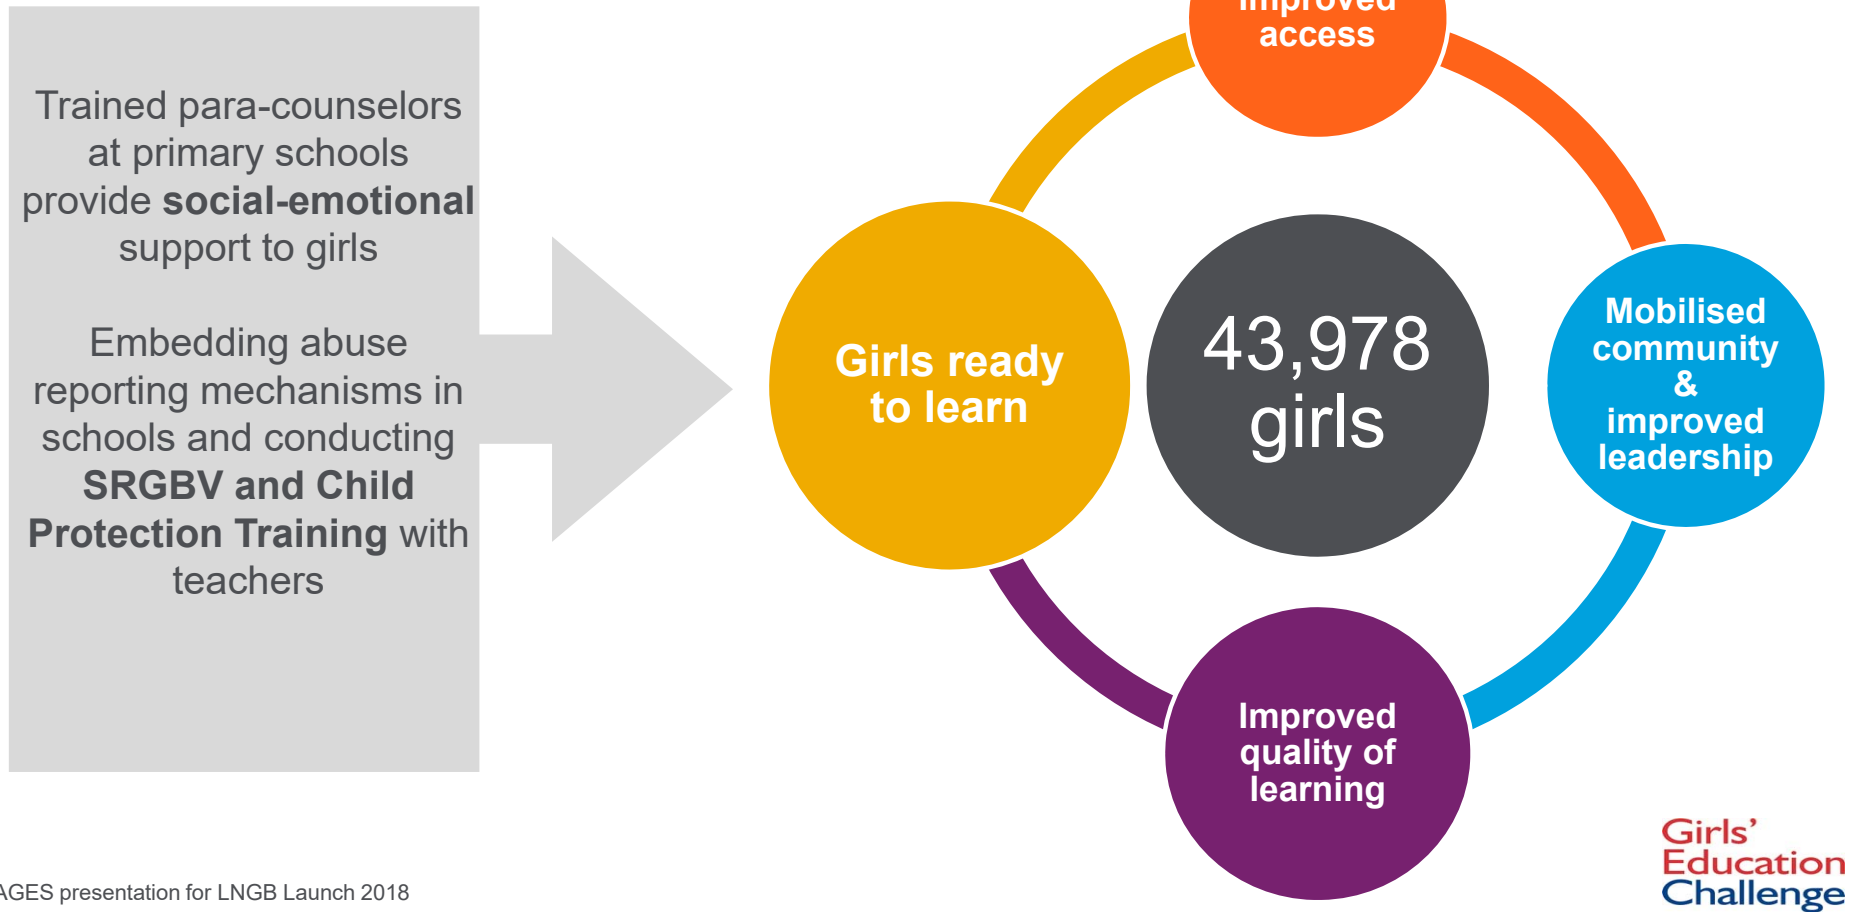 Trained para-counselors
at primary schools
provide social-emotional
support to girls
Embedding abuse
reporting mechanisms in
schools and conducting
SRGBV and Child
Protection Training with
teachers
improved
access
Girls ready
to learn
43,978
girls
Mobilised
community
&
improved
leadership
Improved
quality of
learning
AGES presentation for LNGB Launch 2018
Girls'
Education
Challenge